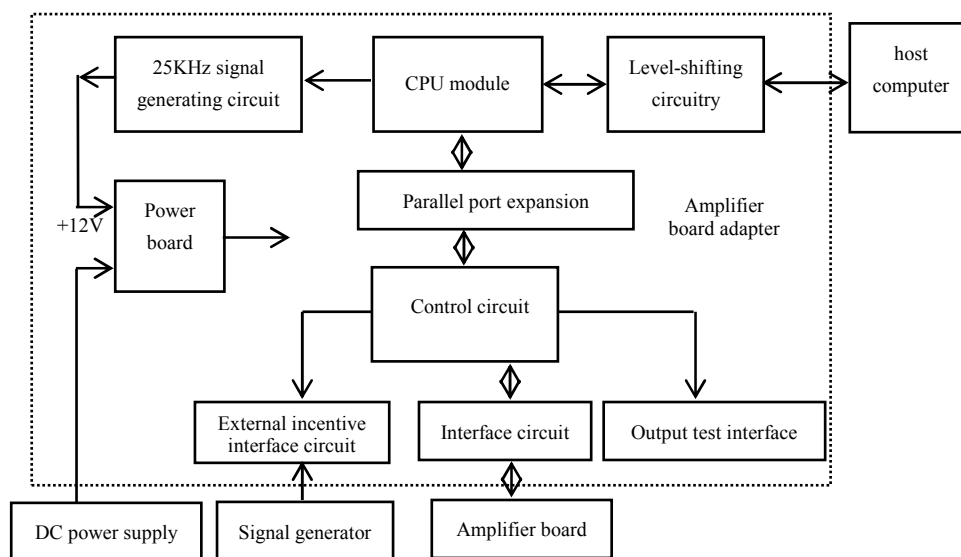 25KHz signal
generating circuit
CPU module
Level-shifting
circuitry
host
computer
Parallel port expansion
Amplifier
board adapter
+12V
Power
board
Control circuit
External incentive
interface circuit
Interface circuit
Output test interface
DC power supply
Signal generator
Amplifier board